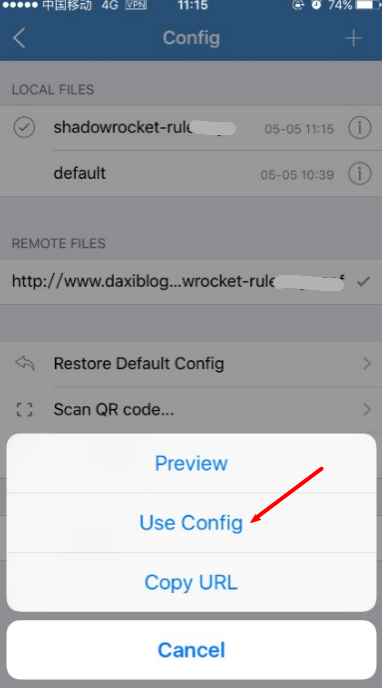 中国移动 4G VPN 11:15 74%
Config
LOCAL FILES
shadowrocket-rule 05-05 11:15
default 05-05 10:39
REMOTE FILES
http://www.daxiblog...wrocket-rule
Restore Default Config
Scan QR code...
Preview
Use Config
Copy URL
Cancel